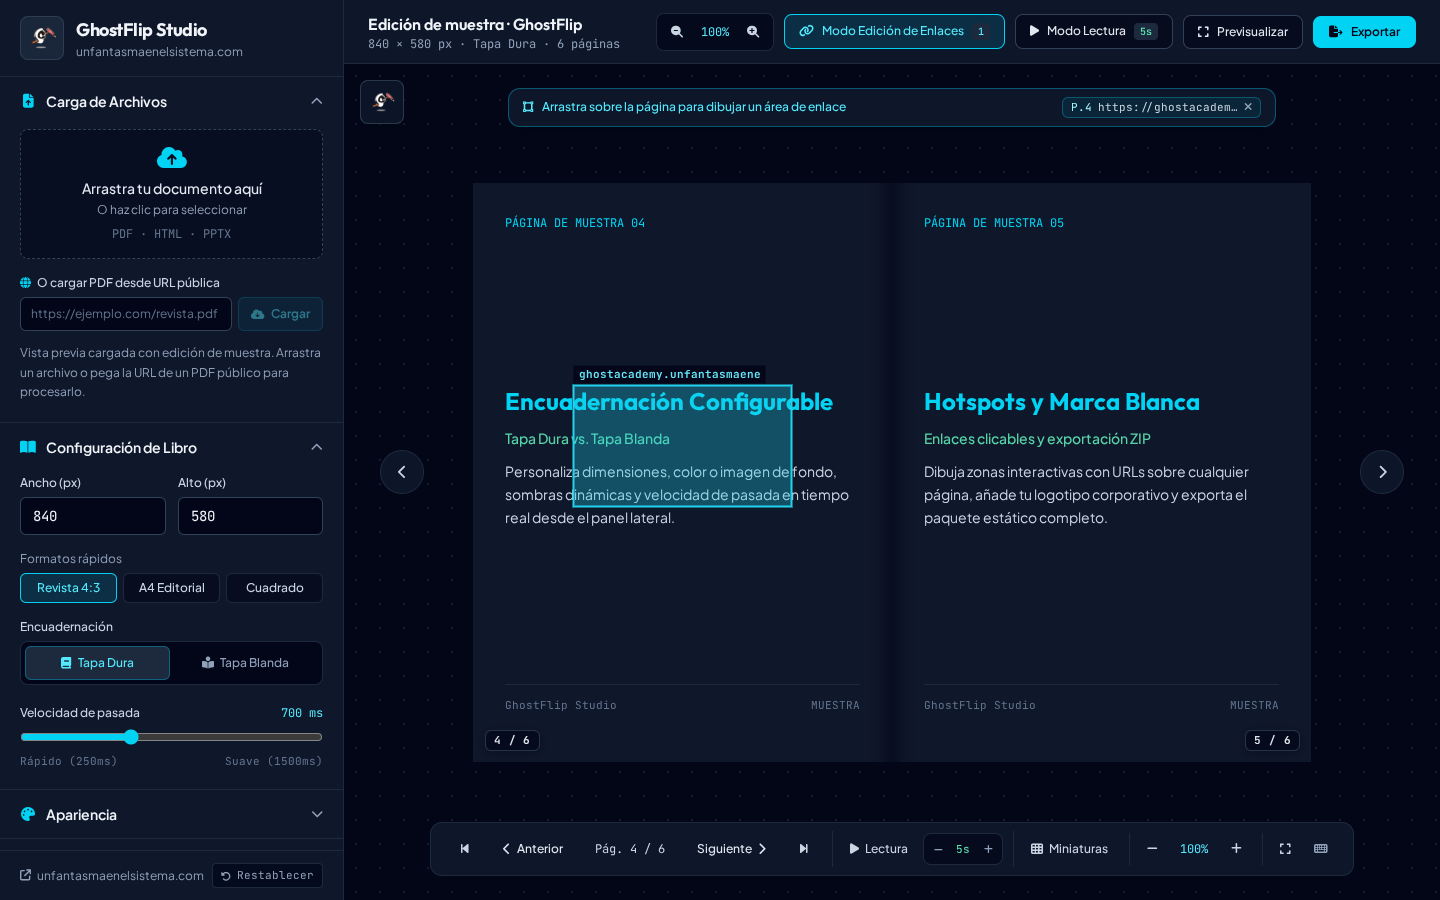 GhostFlip Studio
unfantasmaenelsistema.com
Carga de Archivos
Arrastra tu documento aquí
O haz clic para seleccionar
PDF · HTML · PPTX
O cargar PDF desde URL pública
https://ejemplo.com/revista.pdf
Cargar
Vista previa cargada con edición de muestra. Arrastra
un archivo o pega la URL de un PDF público para
procesarlo.
Configuración de Libro
Ancho (px)
Alto (px)
840
580
Formatos rápidos
Revista 4:3
A4 Editorial
Cuadrado
Encuadernación
Tapa Dura
Tapa Blanda
Velocidad de pasada
700 ms
Rápido (250ms)
Suave (1500ms)
Apariencia
unfantasmaenelsistema.com
Restablecer
Edición de muestra · GhostFlip
840 × 580 px · Tapa Dura · 6 páginas
100%
Modo Edición de Enlaces 1
Modo Lectura 5s
Previsualizar
Exportar
Arrastra sobre la página para dibujar un área de enlace
P.4 https://ghostacadem… ×
PÁGINA DE MUESTRA 04
ghostacademy.unfantasmaene
Encuadernación Configurable
Tapa Dura vs. Tapa Blanda
Personaliza dimensiones, color o imagen de fondo,
sombras dinámicas y velocidad de pasada en tiempo
real desde el panel lateral.
GhostFlip Studio
MUESTRA
4 / 6
PÁGINA DE MUESTRA 05
Hotspots y Marca Blanca
Enlaces clicables y exportación ZIP
Dibuja zonas interactivas con URLs sobre cualquier
página, añade tu logotipo corporativo y exporta el
paquete estático completo.
GhostFlip Studio
MUESTRA
5 / 6
Anterior
Pág. 4 / 6
Siguiente
Lectura
− 5s +
Miniaturas
− 100% +